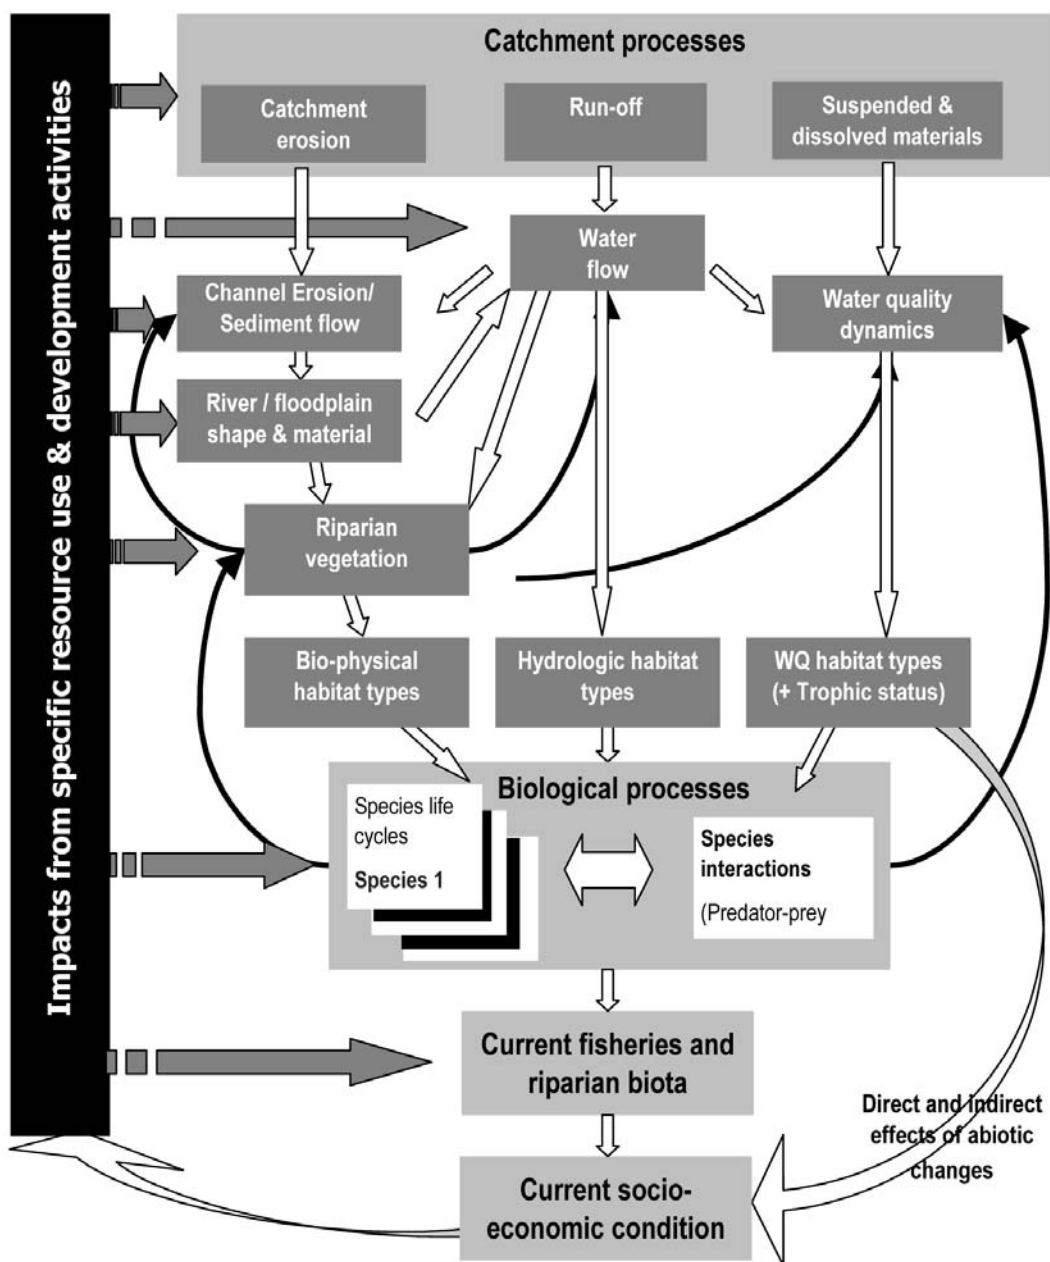 Impacts from specific resource use & development activities
Catchment processes
Catchment
erosion
Run-off
Suspended &
dissolved materials
Water
flow
Channel Erosion/
Sediment flow
Water quality
dynamics
River / floodplain
shape & material
Riparian
vegetation
Bio-physical
habitat types
Hydrologic habitat
types
WQ habitat types
(+ Trophic status)
Biological processes
Species life
cycles
Species 1
Species
interactions
(Predator-prey
Current fisheries and
riparian biota
Direct and indirect
effects of abiotic
changes
Current socio-
economic condition